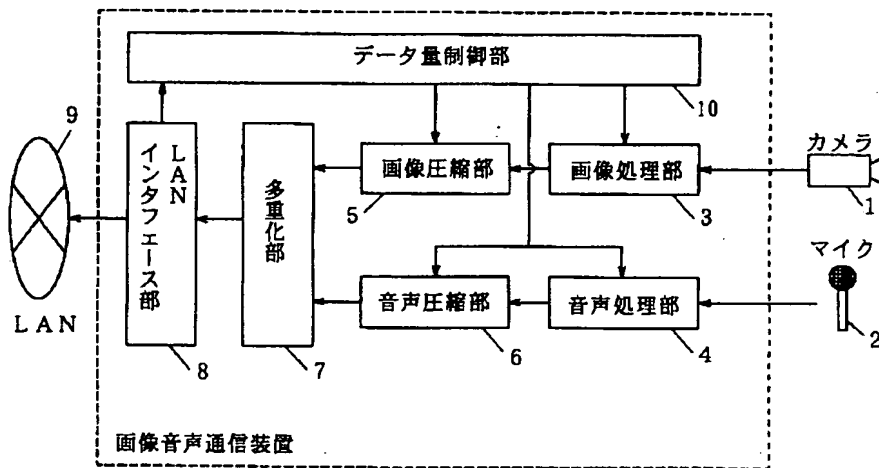 データ量制御部
10
9
カメラ
LAN
インタフェース部
多重化部
画像圧縮部
画像処理部
5
3
1
マイク
音声圧縮部
音声処理部
LAN
8
7
6
4
2
画像音声通信装置